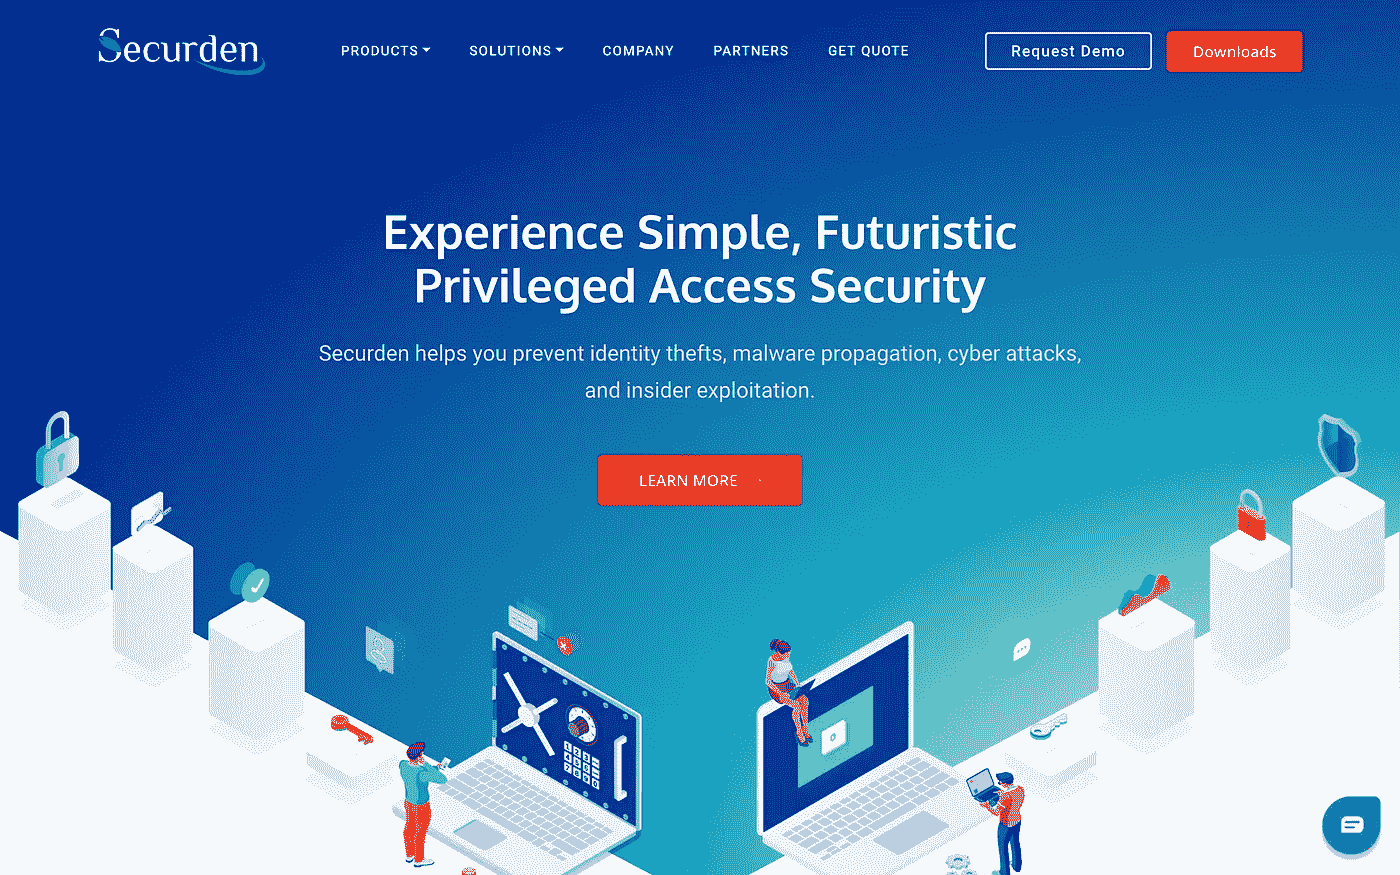 Securden
PRODUCTS
SOLUTIONS
COMPANY
PARTNERS
GET QUOTE
Request Demo
Downloads
Experience Simple, Futuristic
Privileged Access Security
Securden helps you prevent identity thefts, malware propagation, cyber attacks,
and insider exploitation.
LEARN MORE